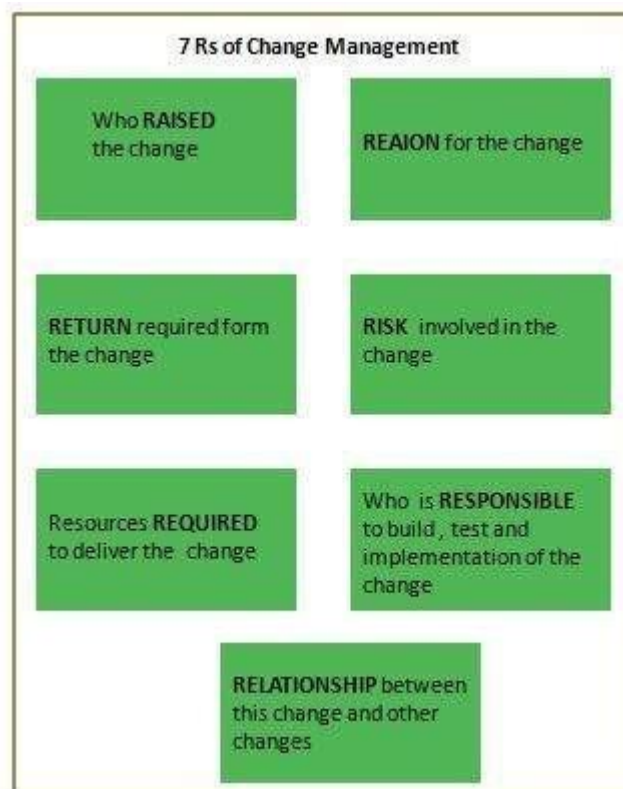 7 Rs of Change Management
Who RAISED
the change
REAION for the change
RETURN required form
the change
RISK involved in the
change
Resources REQUIRED
to deliver the change
Who is RESPONSIBLE
to build , test and
implementation of the
change
RELATIONSHIP between
this change and other
changes